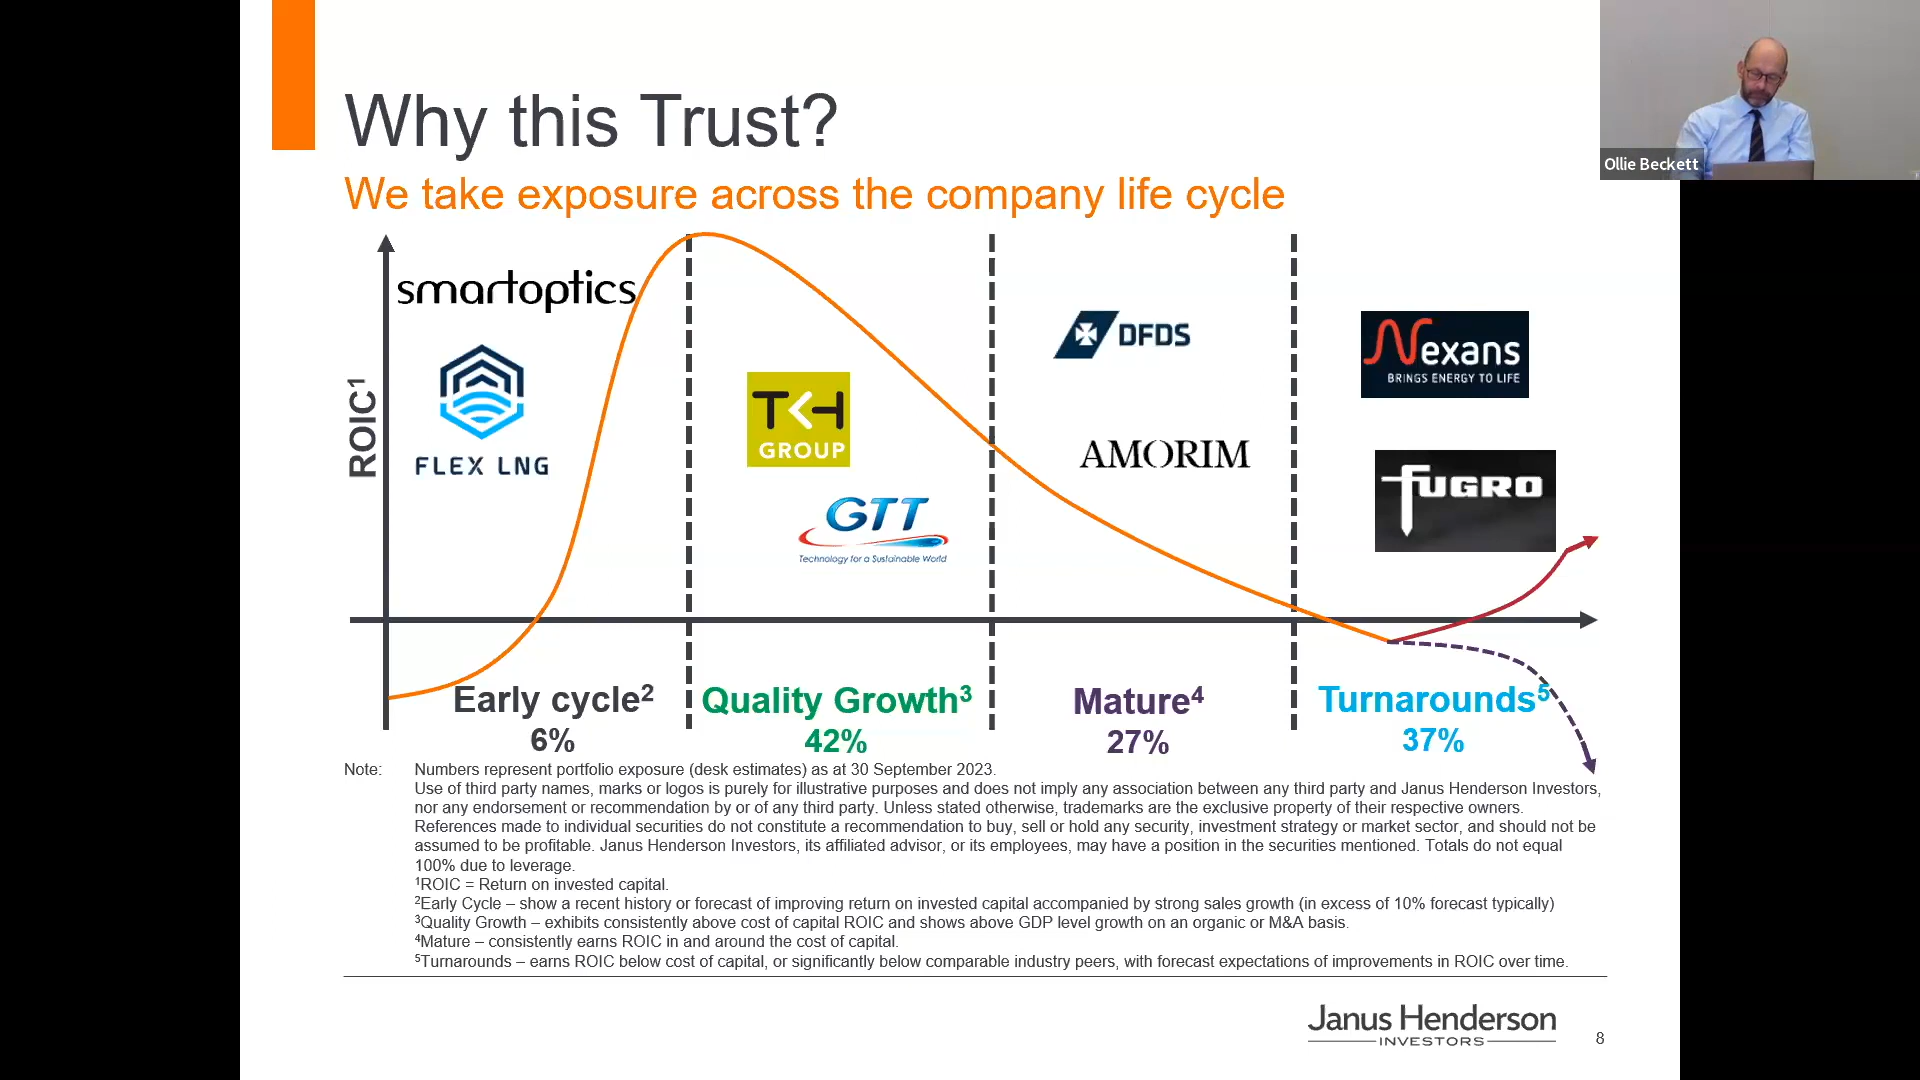 Why this Trust?
We take exposure across the company life cycle
Ollie Beckett
ROIC¹
smartoptics
FLEX LNG
TKH
GROUP
GTT
Technology for a Sustainable World
DFDS
AMORIM
Nexans
BRINGS ENERGY TO LIFE
FUGRO
Early cycle²
6%
Quality Growth³
42%
Mature⁴
27%
Turnarounds⁵
37%
Note: Numbers represent portfolio exposure (desk estimates) as at 30 September 2023.
Use of third party names, marks or logos is purely for illustrative purposes and does not imply any association between any third party and Janus Henderson Investors,
nor any endorsement or recommendation by or of any third party. Unless stated otherwise, trademarks are the exclusive property of their respective owners.
References made to individual securities do not constitute a recommendation to buy, sell or hold any security, investment strategy or market sector, and should not be
assumed to be profitable. Janus Henderson Investors, its affiliated advisor, or its employees, may have a position in the securities mentioned. Totals do not equal
100% due to leverage.
¹ROIC = Return on invested capital.
²Early Cycle – show a recent history or forecast of improving return on invested capital accompanied by strong sales growth (in excess of 10% forecast typically)
³Quality Growth – exhibits consistently above cost of capital ROIC and shows above GDP level growth on an organic or M&A basis.
⁴Mature – consistently earns ROIC in and around the cost of capital.
⁵Turnarounds – earns ROIC below cost of capital, or significantly below comparable industry peers, with forecast expectations of improvements in ROIC over time.
Janus Henderson
INVESTORS
8